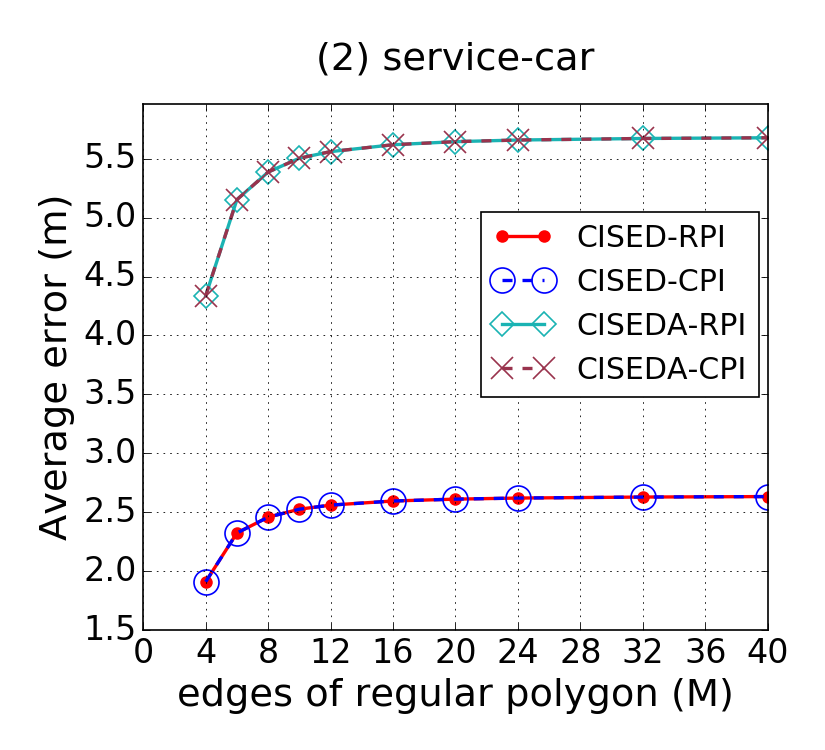 (2) service-car
Average error (m)
5.5
5.0
4.5
4.0
3.5
3.0
2.5
2.0
1.5
CISED-RPI
CISED-CPI
CISEDA-RPI
CISEDA-CPI
0 4 8 12 16 20 24 28 32 36 40
edges of regular polygon (M)